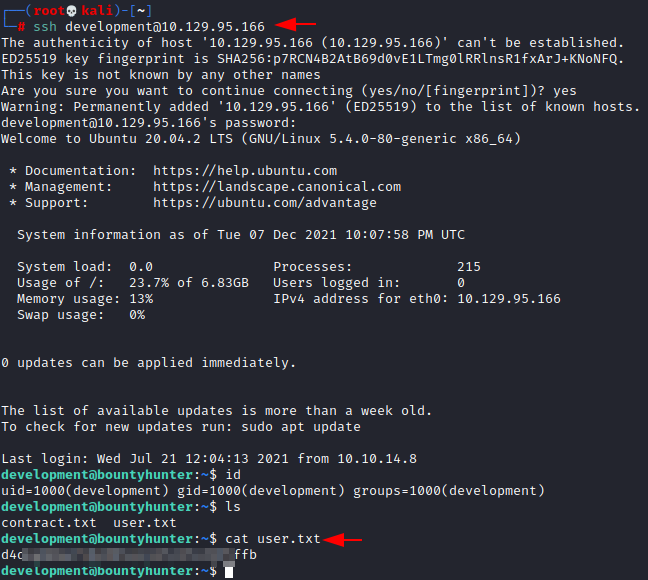 ┌──(root💀kali)-[~]
└─# ssh development@10.129.95.166
The authenticity of host '10.129.95.166 (10.129.95.166)' can't be established.
ED25519 key fingerprint is SHA256:p7RCN4B2AtB69d0vE1LTmg0lRRlnsR1fxArJ+KNoNFQ.
This key is not known by any other names
Are you sure you want to continue connecting (yes/no/[fingerprint])? yes
Warning: Permanently added '10.129.95.166' (ED25519) to the list of known hosts.
development@10.129.95.166's password:
Welcome to Ubuntu 20.04.2 LTS (GNU/Linux 5.4.0-80-generic x86_64)
* Documentation:  https://help.ubuntu.com
* Management:     https://landscape.canonical.com
* Support:        https://ubuntu.com/advantage
System information as of Tue 07 Dec 2021 10:07:58 PM UTC
System load:  0.0               Processes:             215
Usage of /:   23.7% of 6.83GB   Users logged in:       0
Memory usage: 13%               IPv4 address for eth0: 10.129.95.166
Swap usage:   0%
0 updates can be applied immediately.
The list of available updates is more than a week old.
To check for new updates run: sudo apt update
Last login: Wed Jul 21 12:04:13 2021 from 10.10.14.8
development@bountyhunter:~$ id
uid=1000(development) gid=1000(development) groups=1000(development)
development@bountyhunter:~$ ls
contract.txt  user.txt
development@bountyhunter:~$ cat user.txt
development@bountyhunter:~$